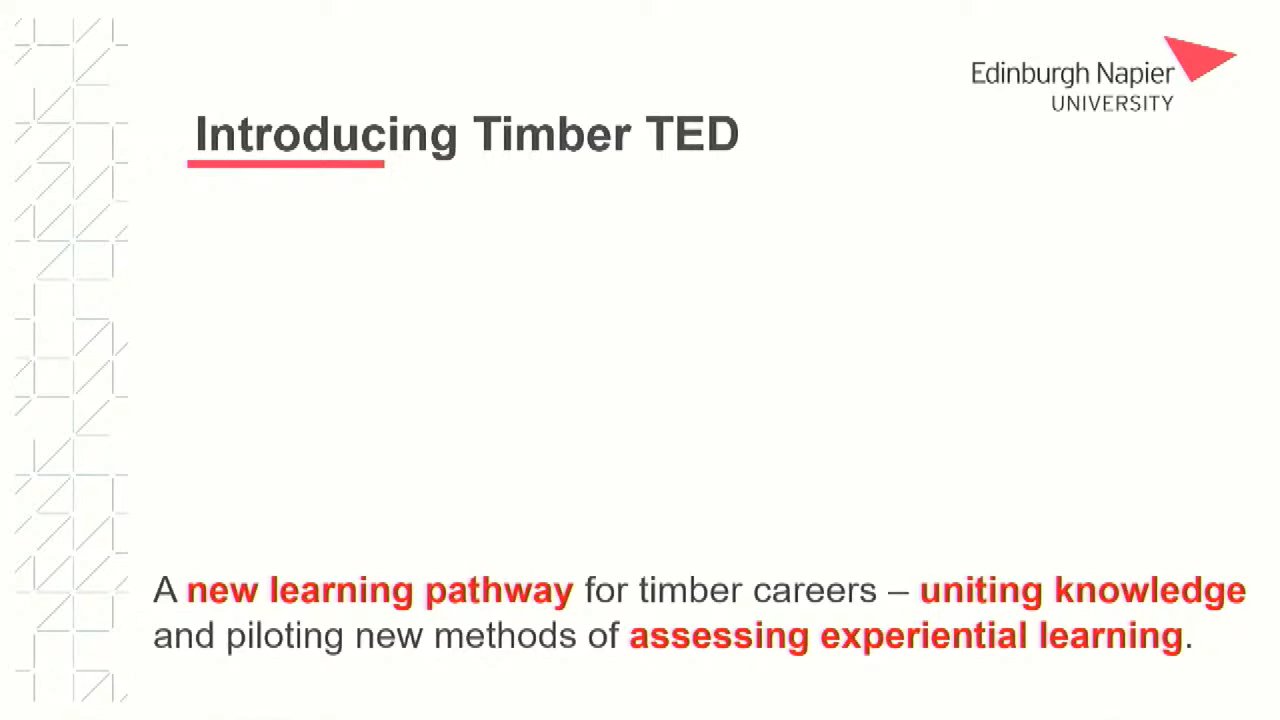 Edinburgh Napier
UNIVERSITY
Introducing Timber TED
A new learning pathway for timber careers – uniting knowledge
and piloting new methods of assessing experiential learning.